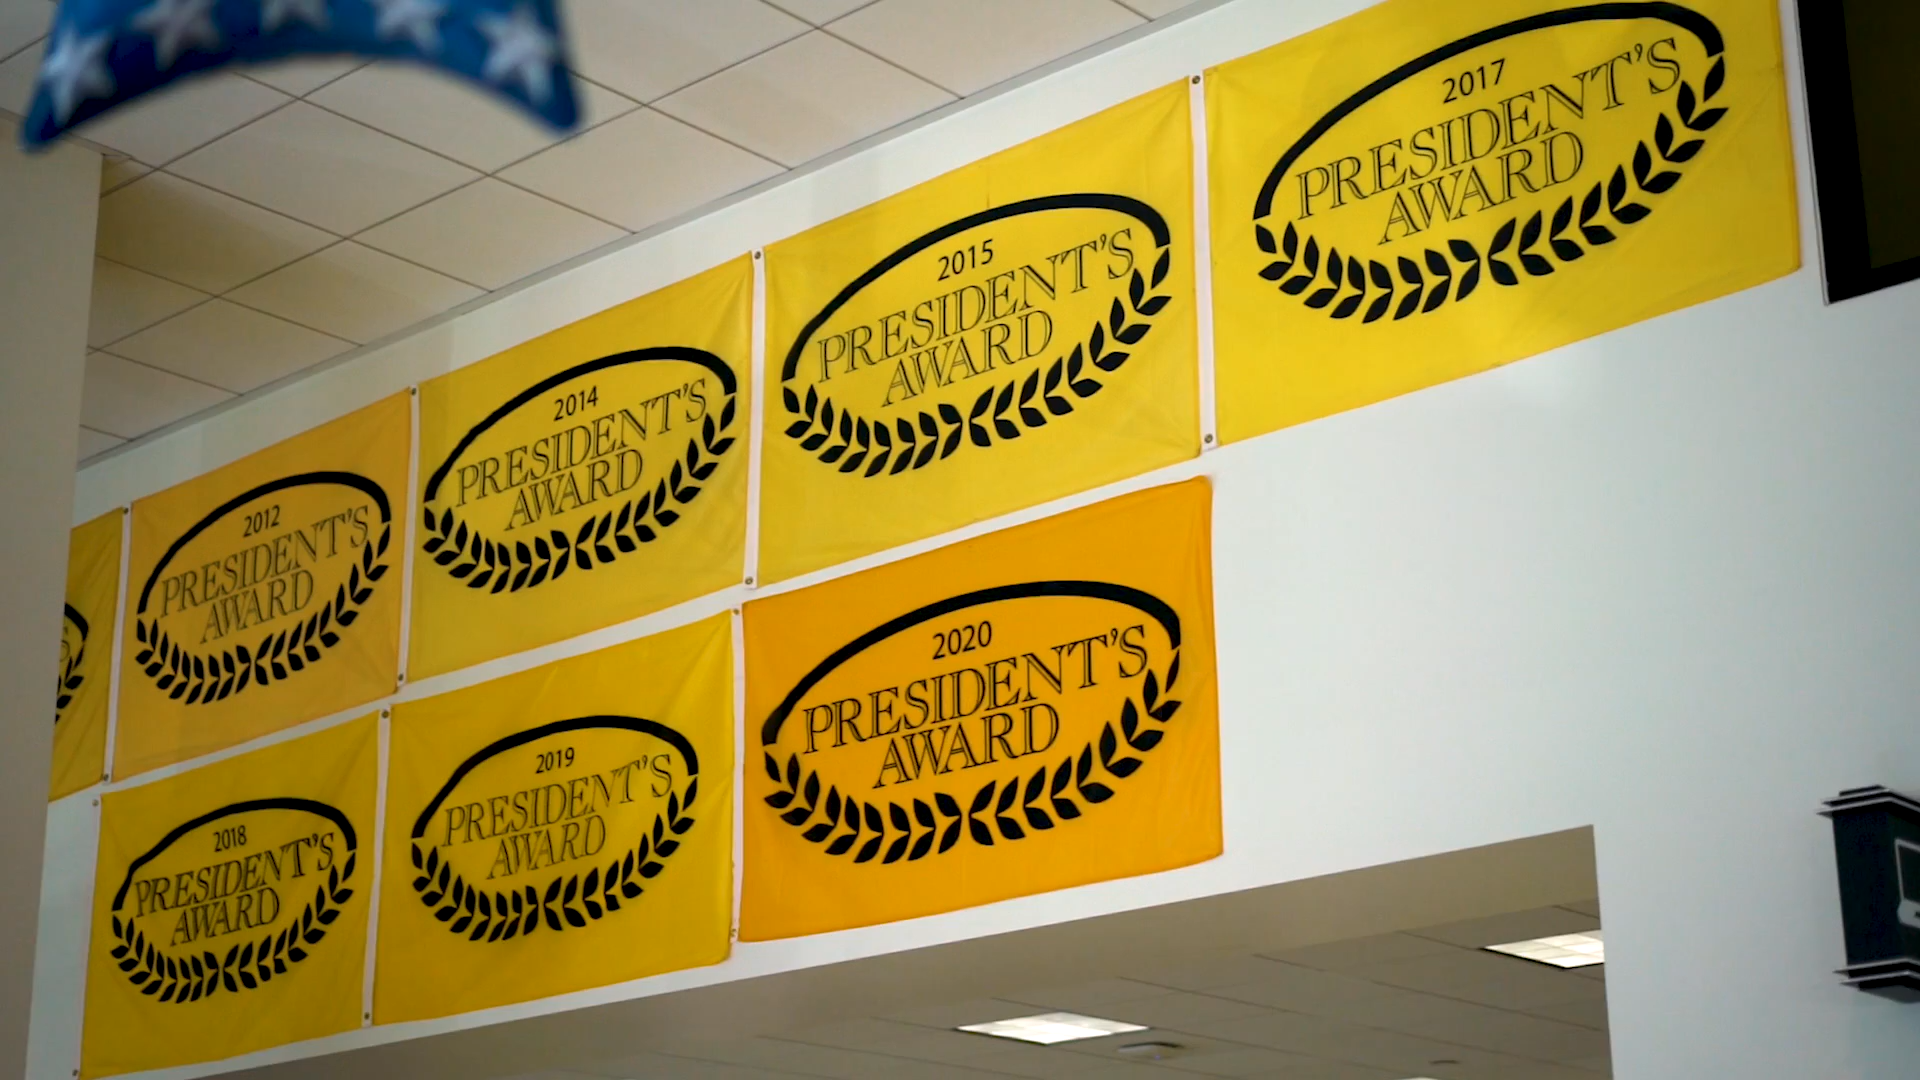 2012
PRESIDENT'S
AWARD
2014
PRESIDENT'S
AWARD
2015
PRESIDENT'S
AWARD
2017
PRESIDENT'S
AWARD
2018
PRESIDENT'S
AWARD
2019
PRESIDENT'S
AWARD
2020
PRESIDENT'S
AWARD